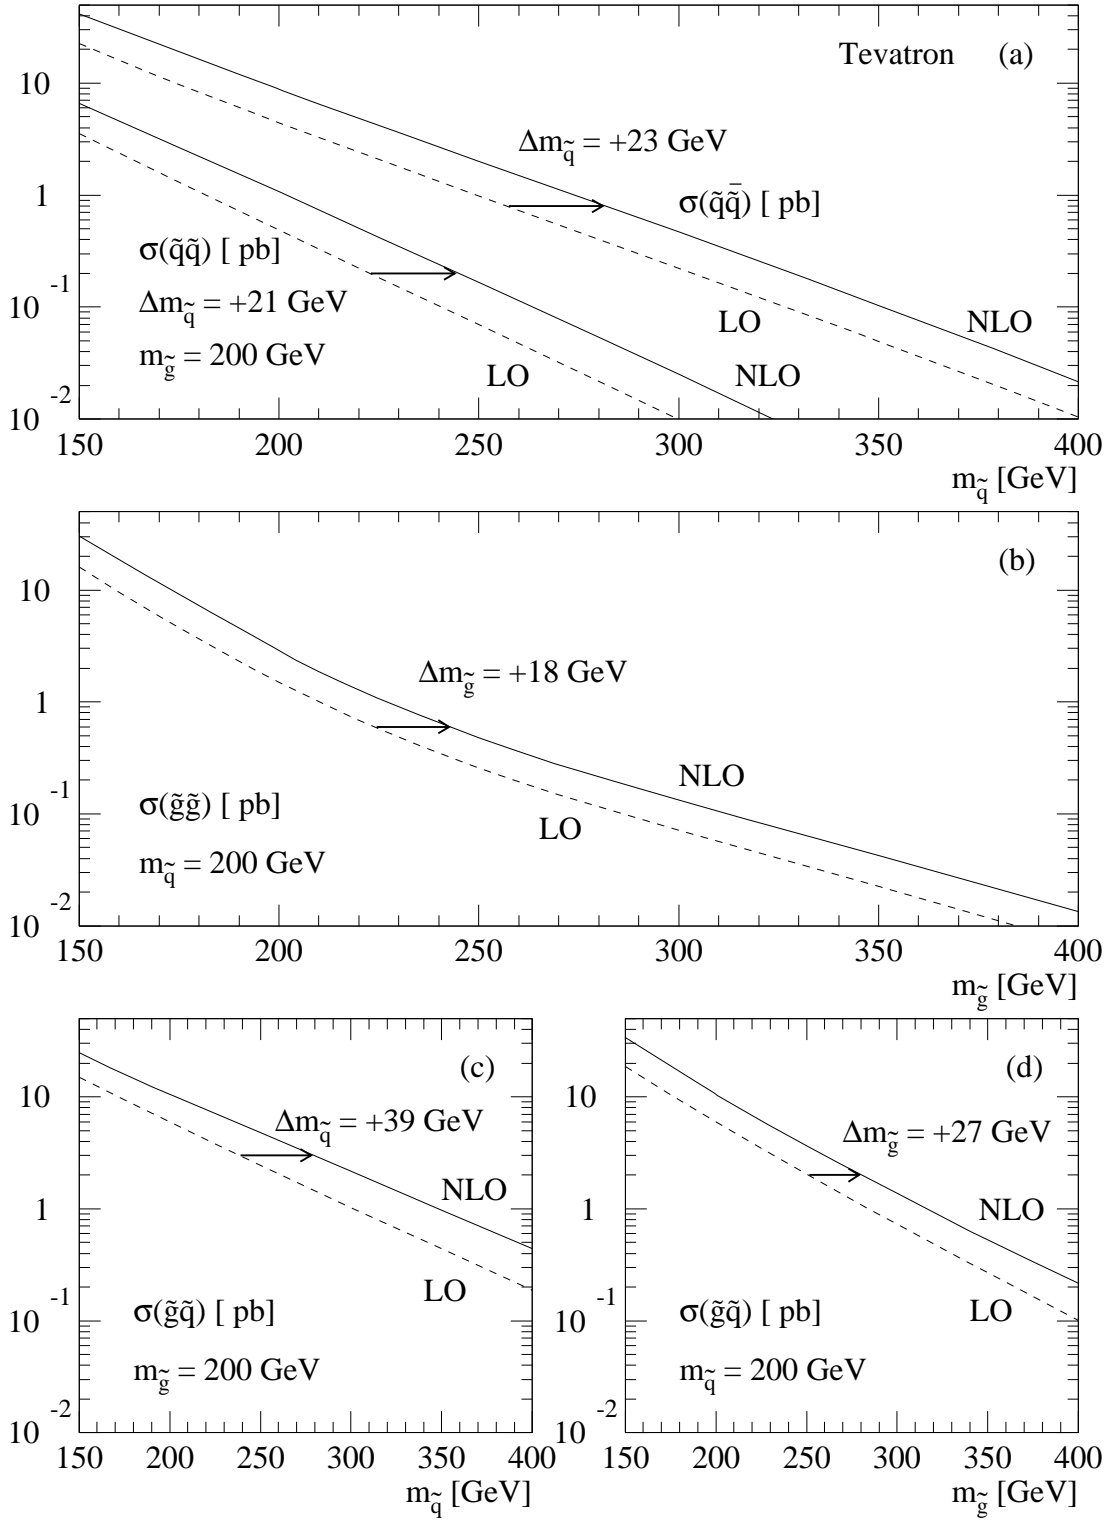 Tevatron (a)
10
Δm_q̃ = +23 GeV
1
σ(q̃q̃̄) [ pb]
σ(q̃q̃) [ pb]
10^-1
Δm_q̃ = +21 GeV
LO NLO
m_g̃ = 200 GeV
LO NLO
10^-2
150 200 250 300 350 400
m_q̃ [GeV]
(b)
10
Δm_g̃ = +18 GeV
1
NLO
10^-1
σ(g̃g̃) [ pb]
LO
m_q̃ = 200 GeV
10^-2
150 200 250 300 350 400
m_g̃ [GeV]
(c)
10
Δm_q̃ = +39 GeV
NLO
1
LO
10^-1
σ(g̃q̃) [ pb]
m_g̃ = 200 GeV
10^-2
150 200 250 300 350 400
m_q̃ [GeV]
(d)
10
Δm_g̃ = +27 GeV
NLO
1
10^-1
σ(g̃q̃) [ pb]
LO
m_q̃ = 200 GeV
10^-2
150 200 250 300 350 400
m_g̃ [GeV]